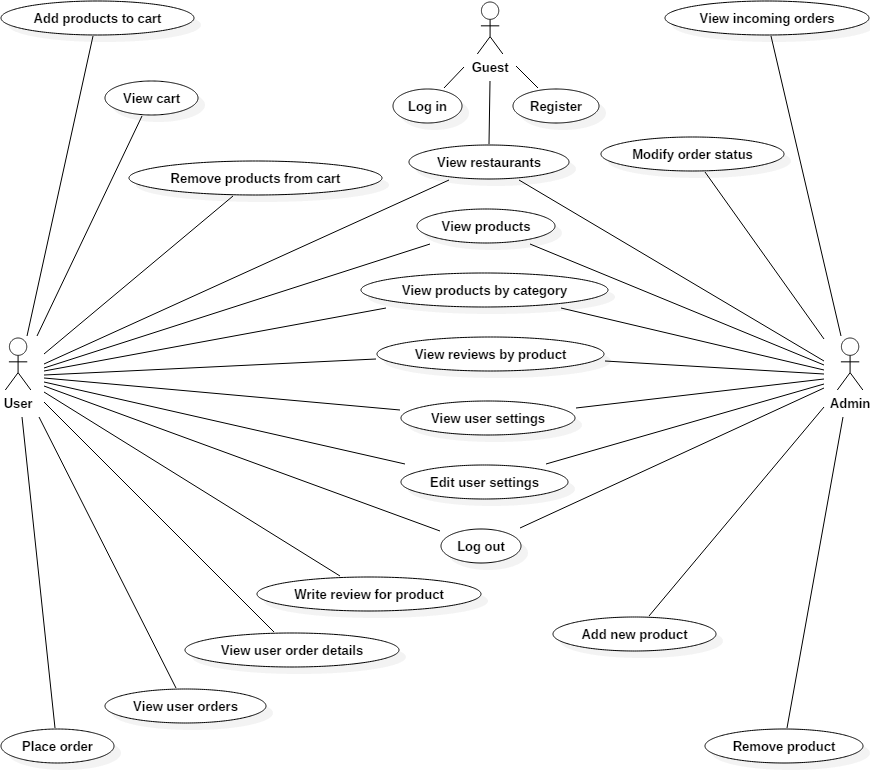 Add products to cart
View incoming orders
Guest
View cart
Log in
Register
View restaurants
Modify order status
Remove products from cart
View products
View products by category
View reviews by product
User
Admin
View user settings
Edit user settings
Log out
Write review for product
Add new product
View user order details
View user orders
Place order
Remove product